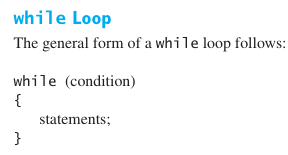 while Loop
The general form of a while loop follows:
while (condition)
{
statements;
}